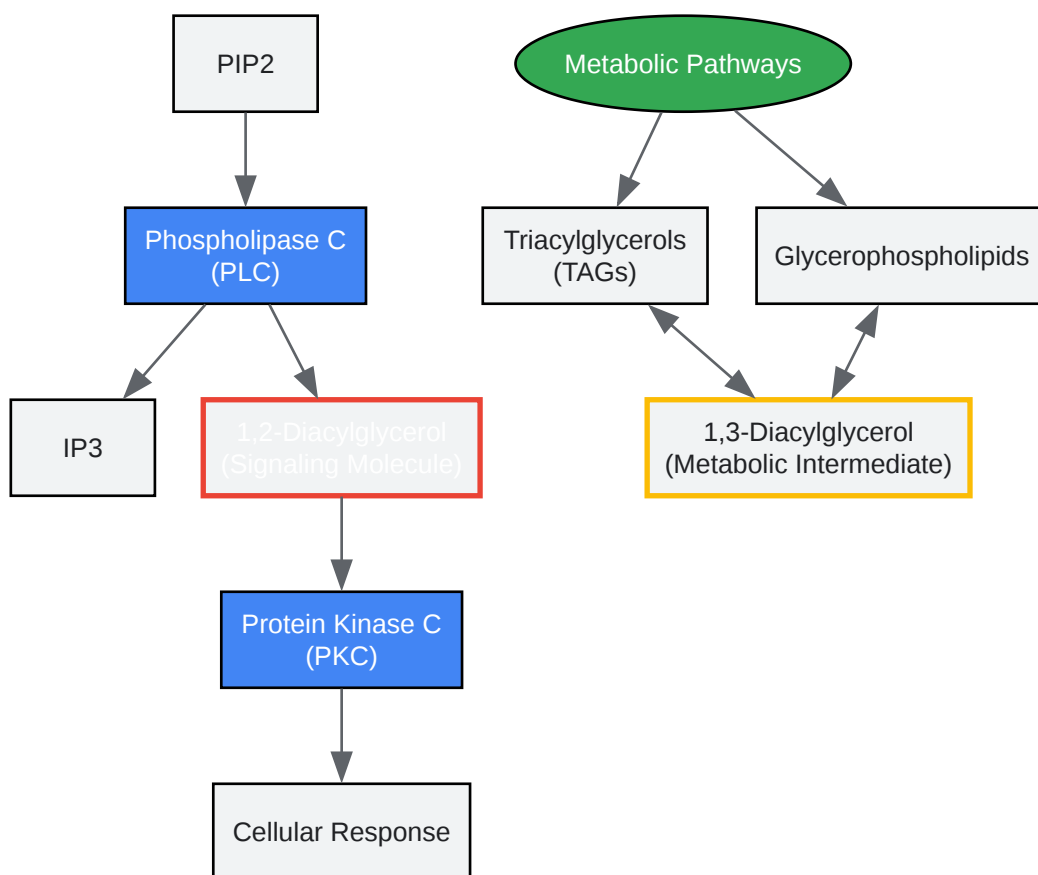 PIP2
Metabolic Pathways
Phospholipase C
(PLC)
Triacylglycerols
(TAGs)
Glycerophospholipids
IP3
1,2-Diacylglycerol
(Signaling Molecule)
1,3-Diacylglycerol
(Metabolic Intermediate)
Protein Kinase C
(PKC)
Cellular Response